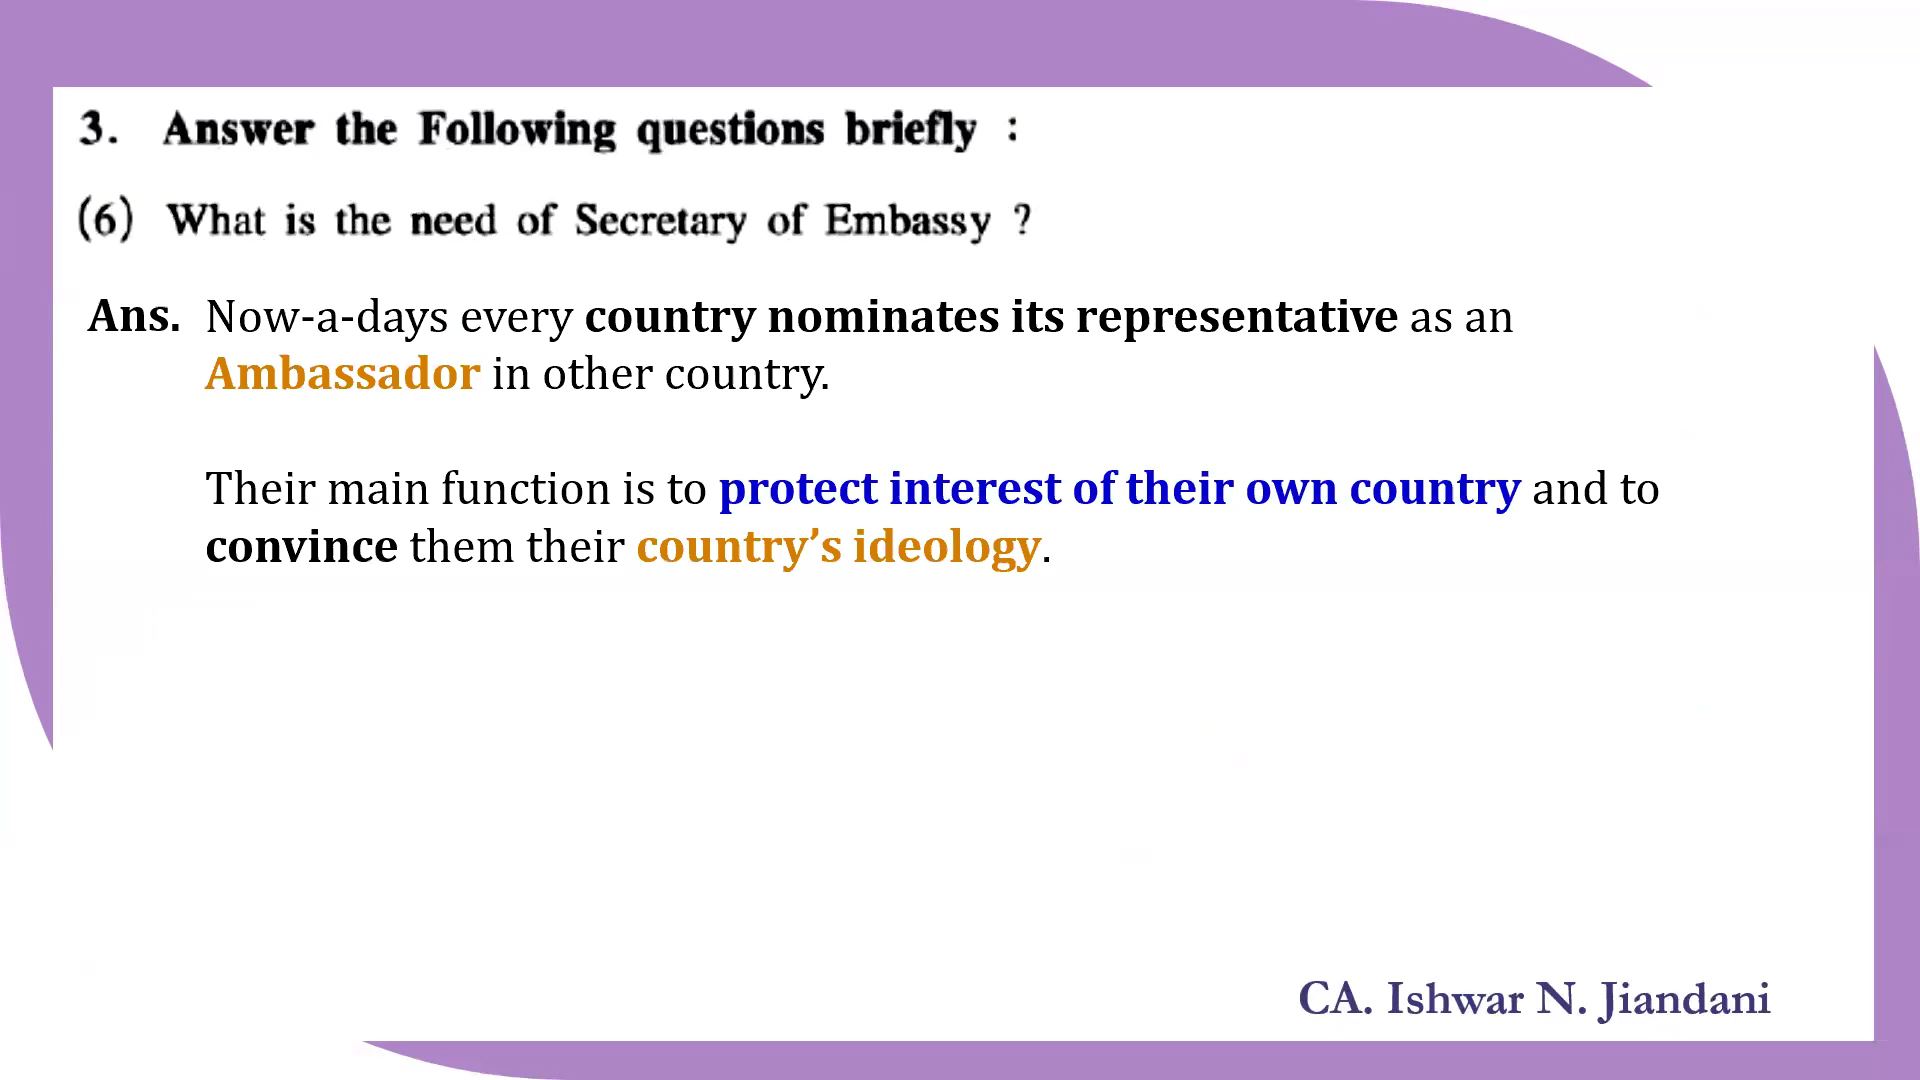 3. Answer the Following questions briefly :
(6) What is the need of Secretary of Embassy ?
Ans. Now-a-days every country nominates its representative as an
Ambassador in other country.
Their main function is to protect interest of their own country and to
convince them their country’s ideology.
CA. Ishwar N. Jiandani